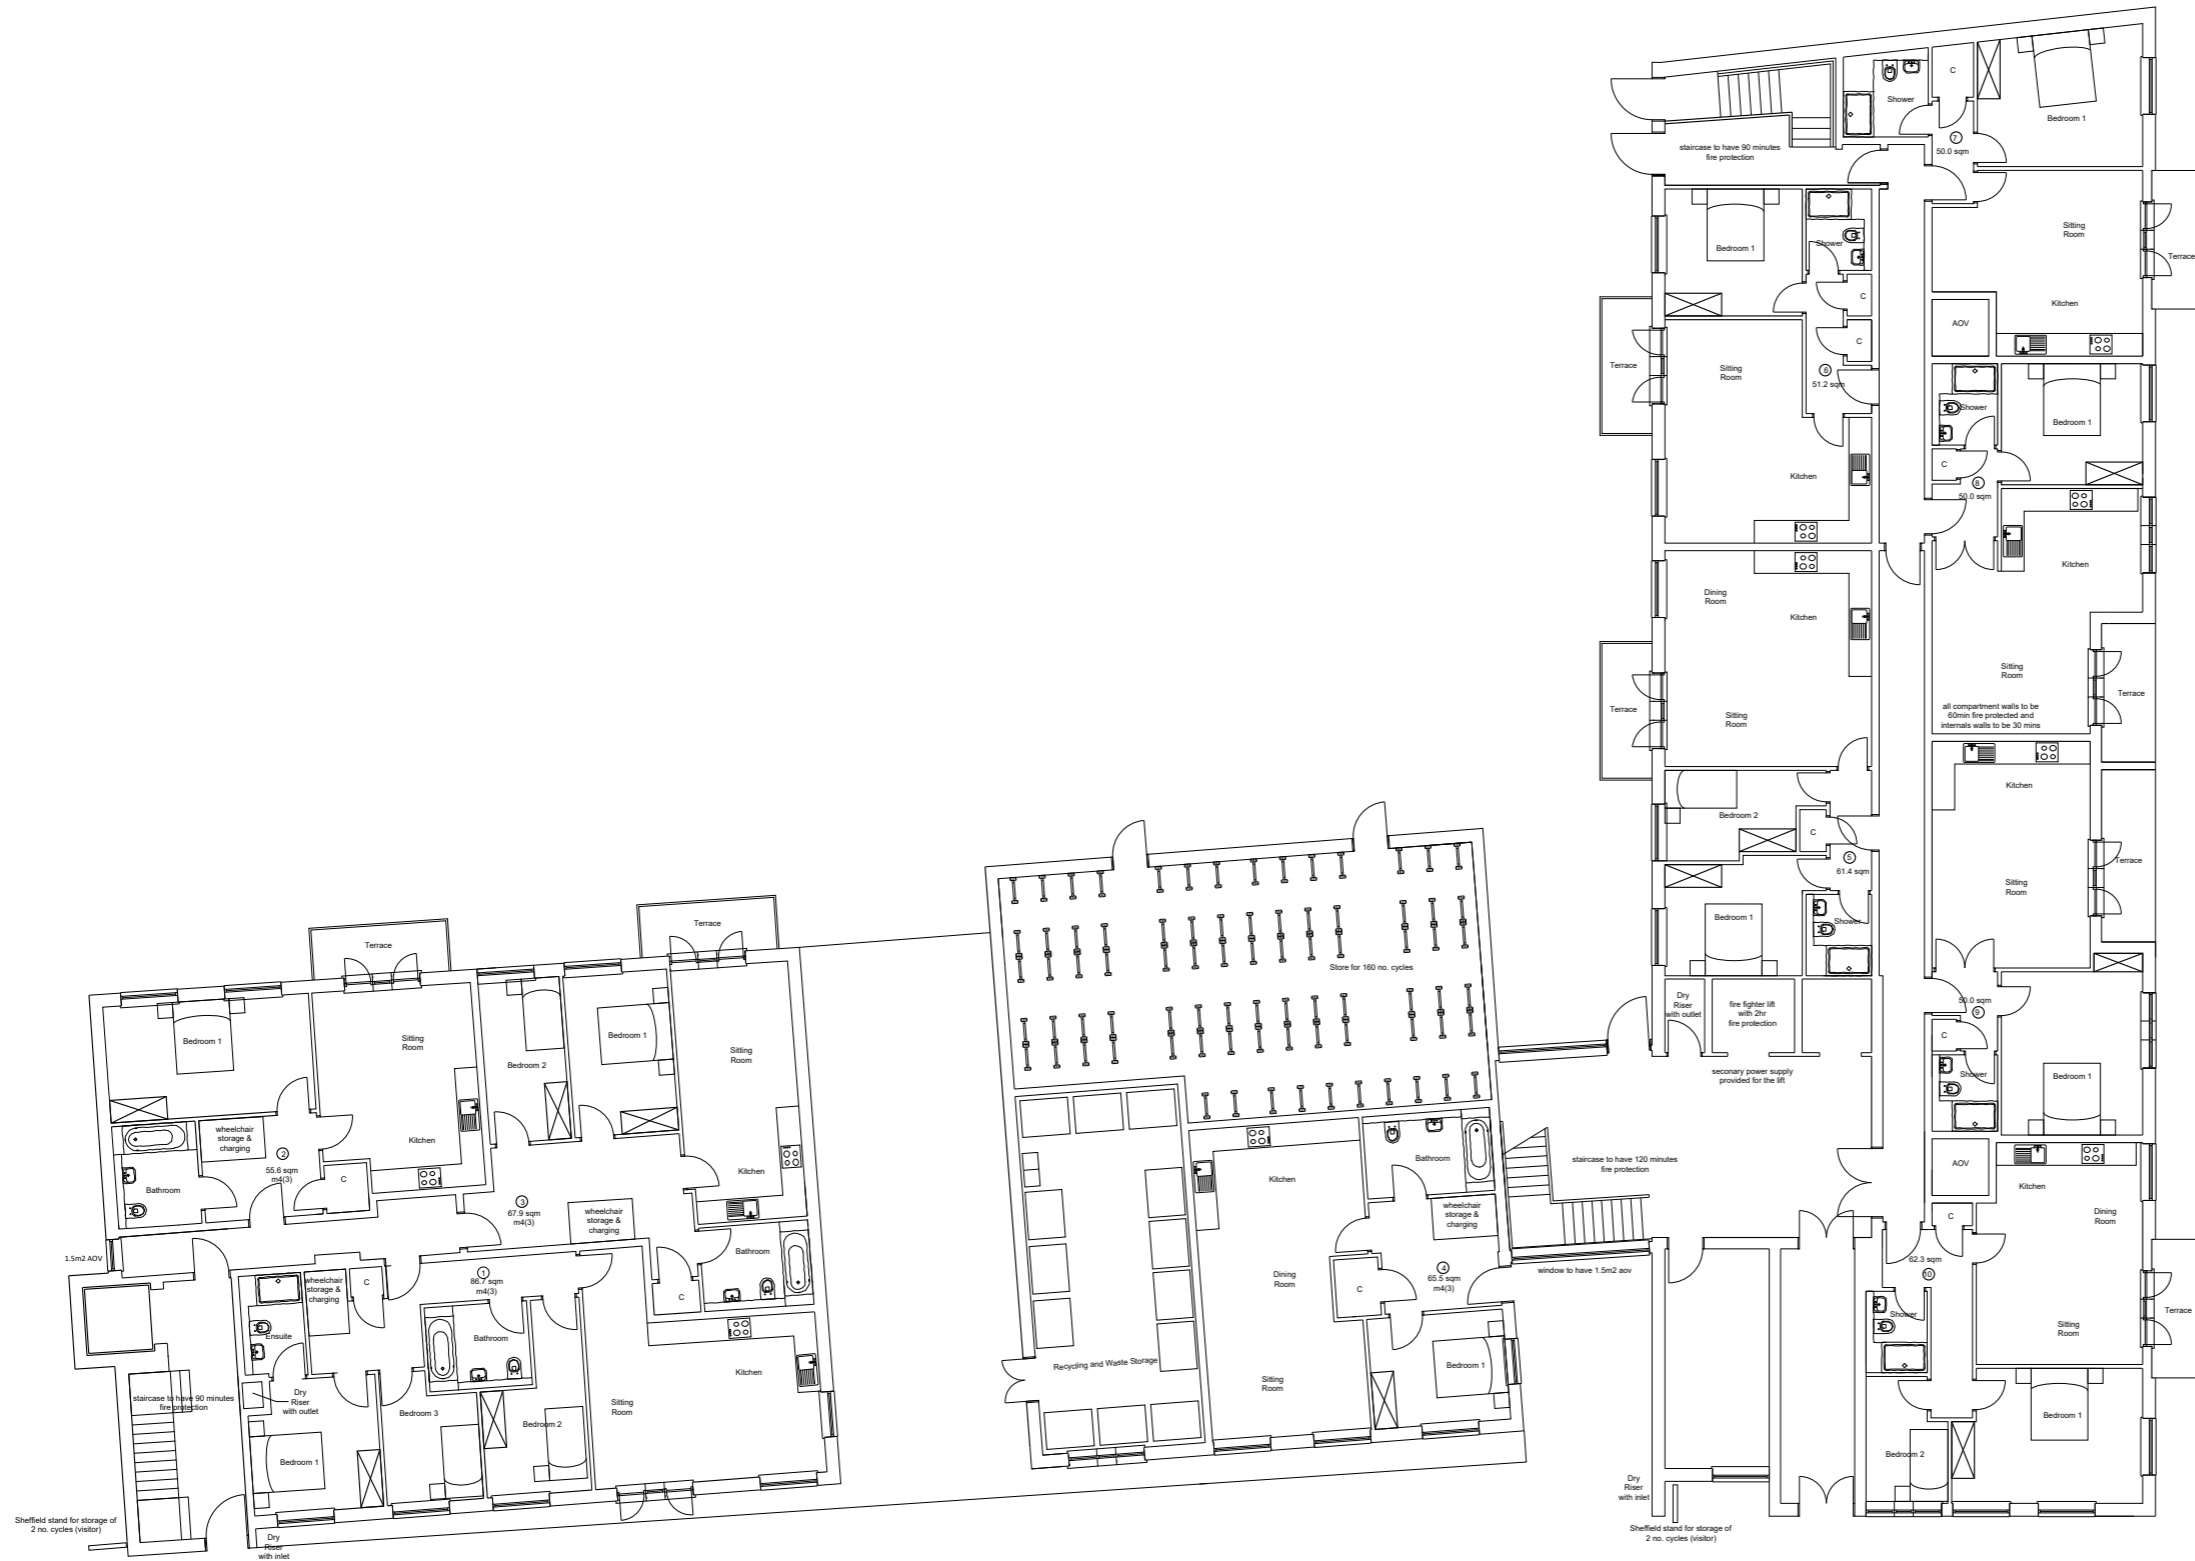 C
Shower
Bedroom 1
7
50.0 sqm
staircase to have 90 minutes
fire protection
Sitting
Room
Terrace
Kitchen
AOV
Bedroom 1
Shower
C
C
6
51.2 sqm
Terrace
Sitting
Room
Kitchen
Shower
Bedroom 1
C
8
50.0 sqm
Kitchen
Sitting
Room
Terrace
all compartment walls to be
60min fire protected and
internals walls to be 30 mins
Dining
Room
Kitchen
Terrace
Sitting
Room
Bedroom 2
C
5
61.4 sqm
Bedroom 1
Shower
Kitchen
Sitting
Room
Terrace
50.0 sqm
9
C
Shower
Bedroom 1
Dry
Riser
with outlet
fire fighter lift
with 2hr
fire protection
seconary power supply
provided for the lift
AOV
Kitchen
C
Dining
Room
62.3 sqm
10
Shower
Sitting
Room
Terrace
Bedroom 1
Bedroom 2
staircase to have 120 minutes
fire protection
window to have 1.5m2 aov
Dry
Riser
with inlet
Sheffield stand for storage of
2 no. cycles (visitor)
Store for 160 no. cycles
Kitchen
Bathroom
wheelchair
storage &
charging
Dining
Room
C
4
65.5 sqm
m4(3)
Sitting
Room
Bedroom 1
Recycling and Waste Storage
Terrace
Terrace
Bedroom 1
Sitting
Room
Bedroom 2
Bedroom 1
Sitting
Room
wheelchair
storage &
charging
2
55.6 sqm
m4(3)
Kitchen
C
Bathroom
3
67.9 sqm
m4(3)
wheelchair
storage &
charging
Kitchen
Bathroom
C
1.5m2 AOV
wheelchair
storage &
charging
C
1
86.7 sqm
m4(3)
Ensuite
Bathroom
Kitchen
Sitting
Room
staircase to have 90 minutes
fire protection
Dry
Riser
with outlet
Bedroom 3
Bedroom 2
Bedroom 1
Sheffield stand for storage of
2 no. cycles (visitor)
Dry
Riser
with inlet